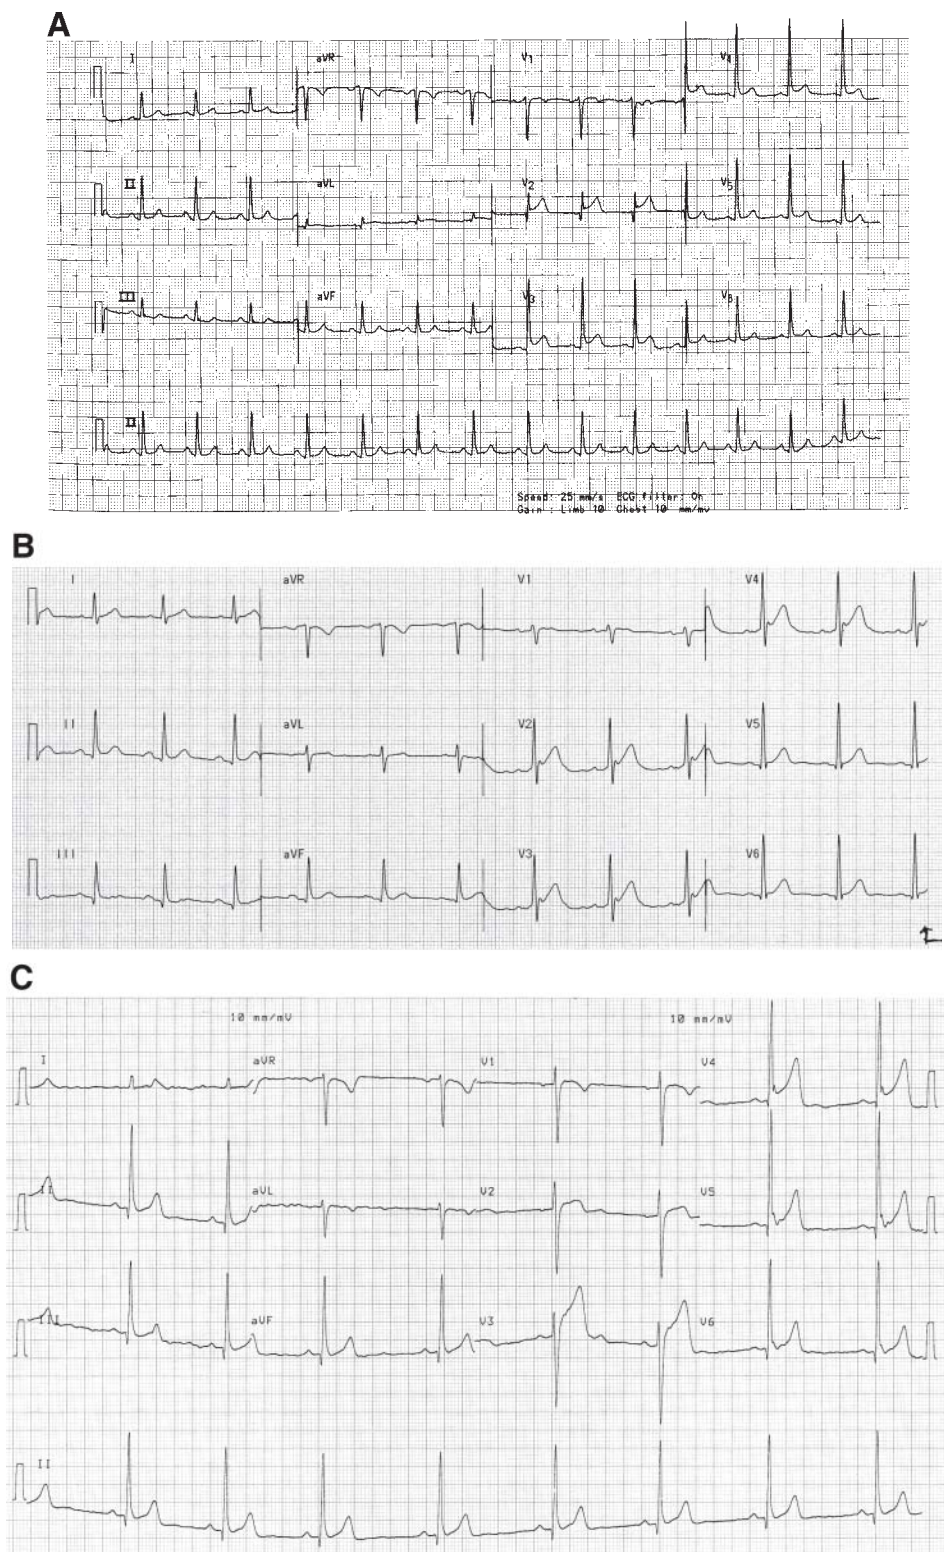 A
I aVR V1 V4
II aVL V2 V5
III aVF V3 V6
II
Speed: 25 mm/s ECG filter: On
Gain : Limb 10 Chest 10 mm/mv
B
I aVR V1 V4
II aVL V2 V5
III aVF V3 V6
C
10 mm/mV 10 mm/mV
I aVR V1 V4
II aVL V2 V5
III aVF V3 V6
II